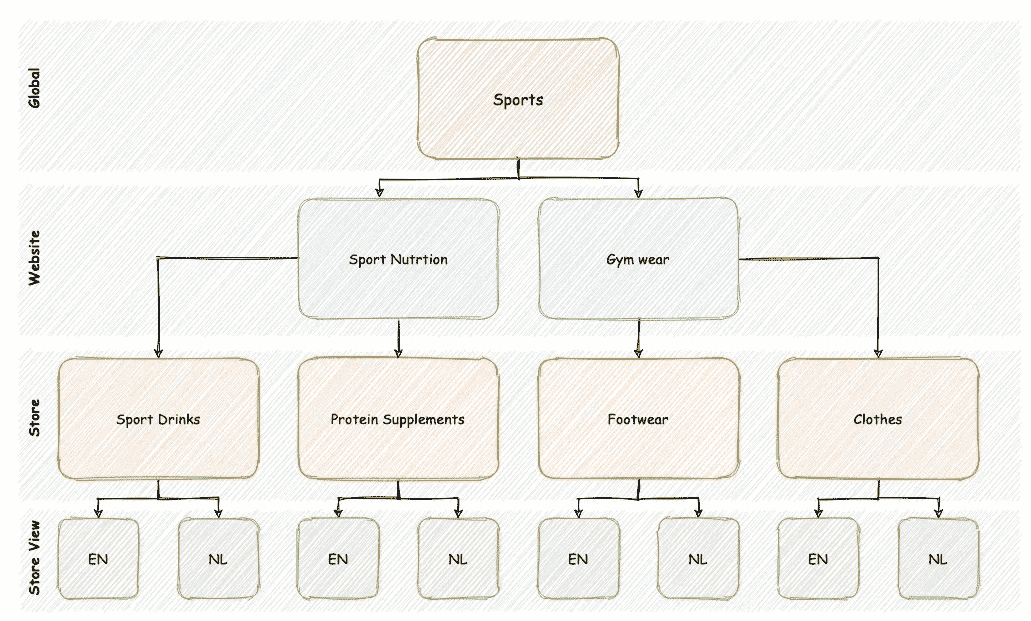 Global
Sports
Website
Sport Nutrtion
Gym wear
Store
Sport Drinks
Protein Supplements
Footwear
Clothes
Store View
EN
NL
EN
NL
EN
NL
EN
NL